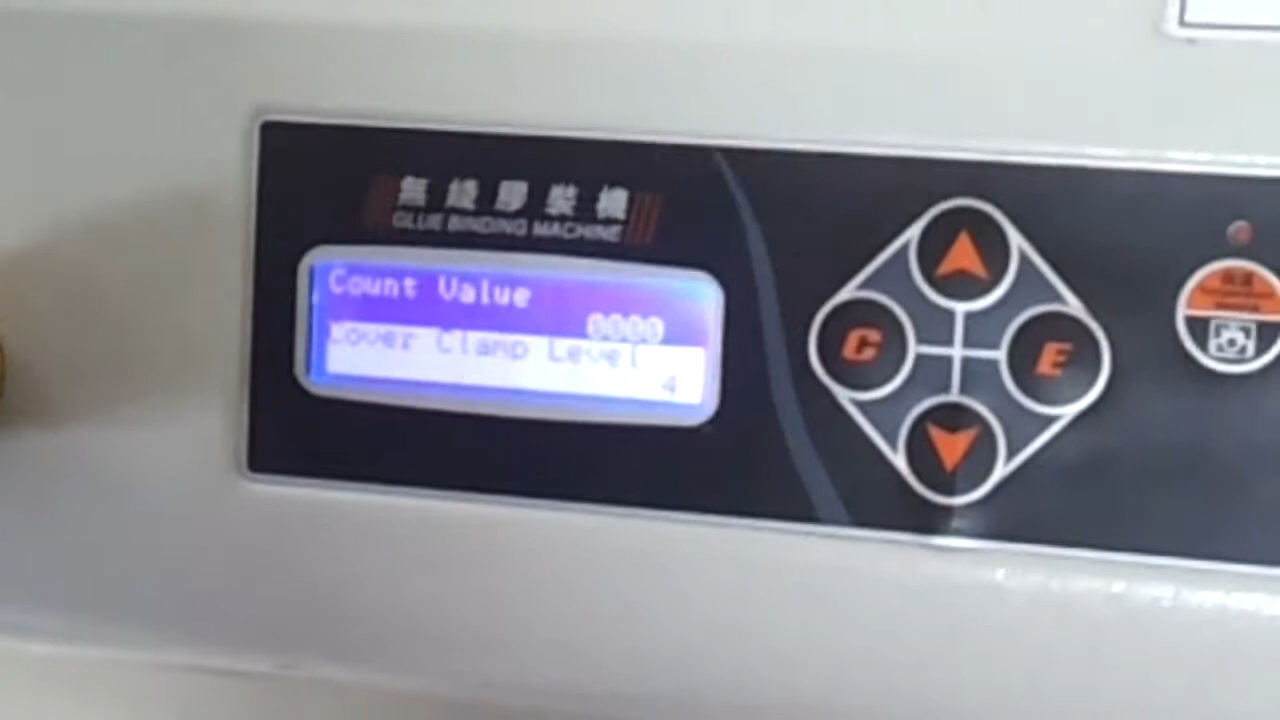 無線膠裝機
GLUE BINDING MACHINE
Count Value
0000
Cover Clamp Level
4
C
E